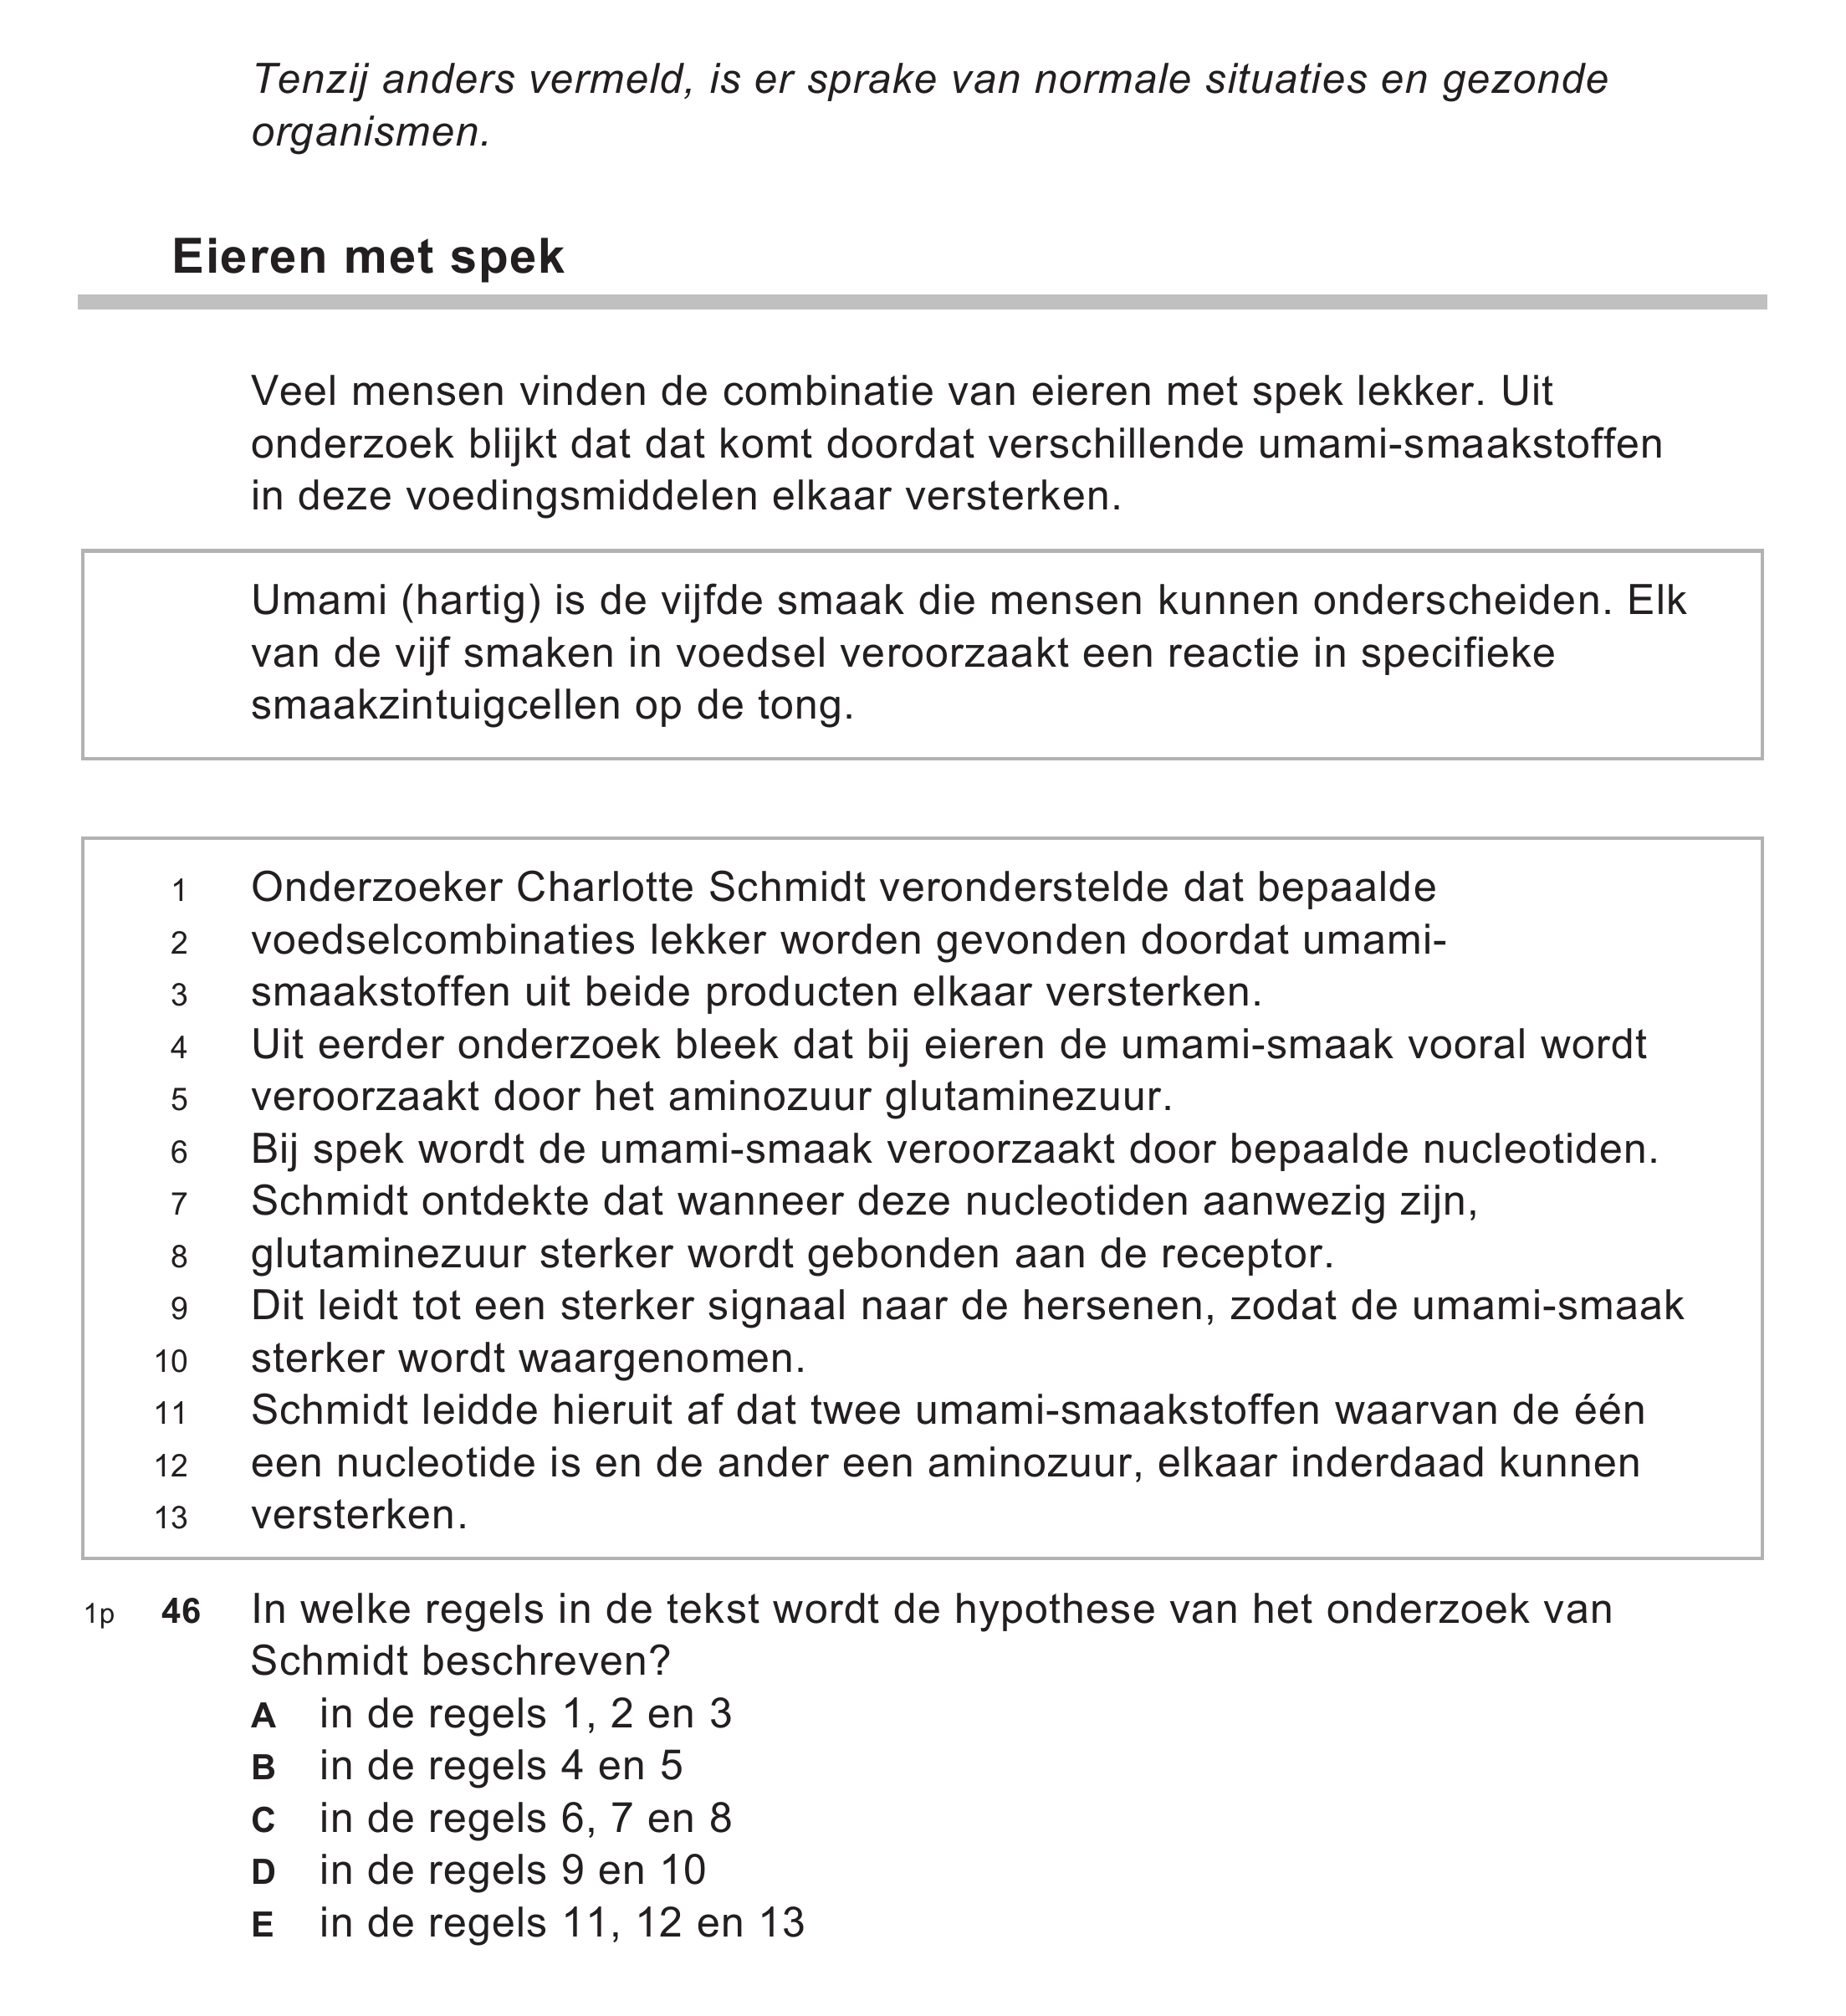 Tenzij anders vermeld, is er sprake van normale situaties en gezonde
organismen.
Eieren met spek
Veel mensen vinden de combinatie van eieren met spek lekker. Uit
onderzoek blijkt dat dat komt doordat verschillende umami-smaakstoffen
in deze voedingsmiddelen elkaar versterken.
Umami (hartig) is de vijfde smaak die mensen kunnen onderscheiden. Elk
van de vijf smaken in voedsel veroorzaakt een reactie in specifieke
smaakzintuigcellen op de tong.
1 Onderzoeker Charlotte Schmidt veronderstelde dat bepaalde
2 voedselcombinaties lekker worden gevonden doordat umami-
3 smaakstoffen uit beide producten elkaar versterken.
4 Uit eerder onderzoek bleek dat bij eieren de umami-smaak vooral wordt
5 veroorzaakt door het aminozuur glutaminezuur.
6 Bij spek wordt de umami-smaak veroorzaakt door bepaalde nucleotiden.
7 Schmidt ontdekte dat wanneer deze nucleotiden aanwezig zijn,
8 glutaminezuur sterker wordt gebonden aan de receptor.
9 Dit leidt tot een sterker signaal naar de hersenen, zodat de umami-smaak
10 sterker wordt waargenomen.
11 Schmidt leidde hieruit af dat twee umami-smaakstoffen waarvan de één
12 een nucleotide is en de ander een aminozuur, elkaar inderdaad kunnen
13 versterken.
1p 46 In welke regels in de tekst wordt de hypothese van het onderzoek van
Schmidt beschreven?
A in de regels 1, 2 en 3
B in de regels 4 en 5
C in de regels 6, 7 en 8
D in de regels 9 en 10
E in de regels 11, 12 en 13